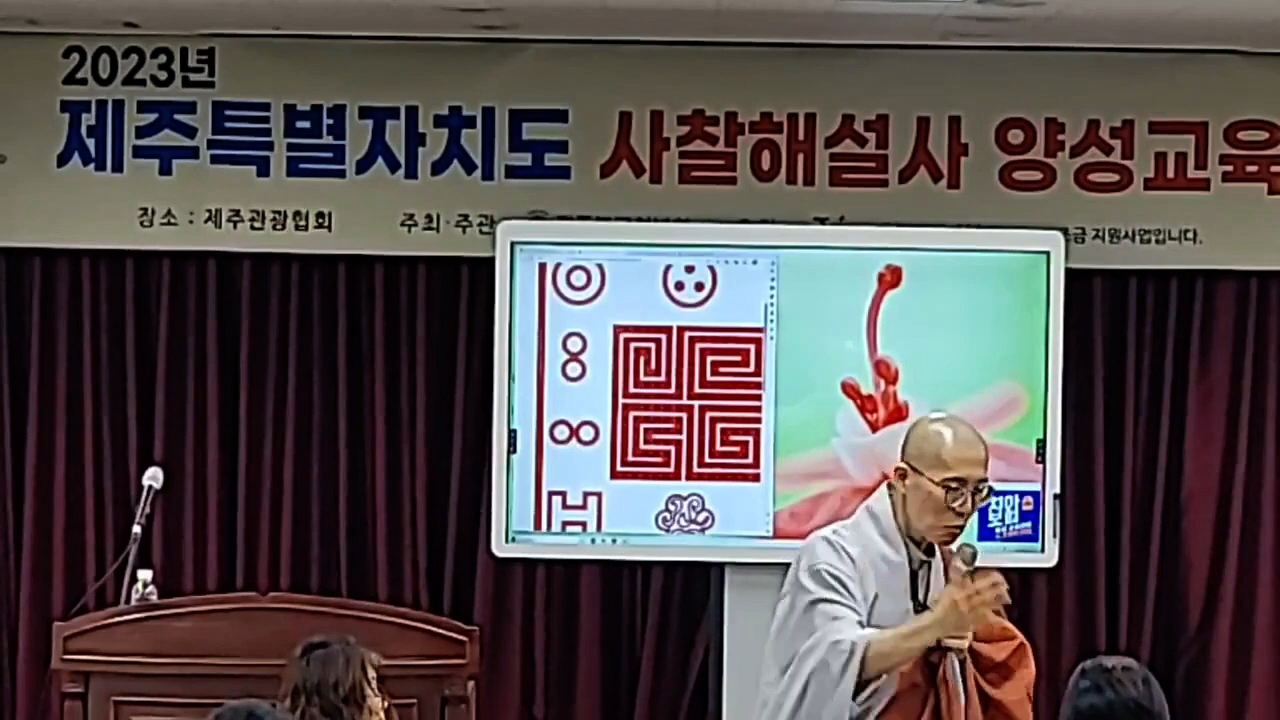 2023년
제주특별자치도 사찰해설사 양성교육
장소 : 제주관광협회 주최·주관
지원사업입니다.